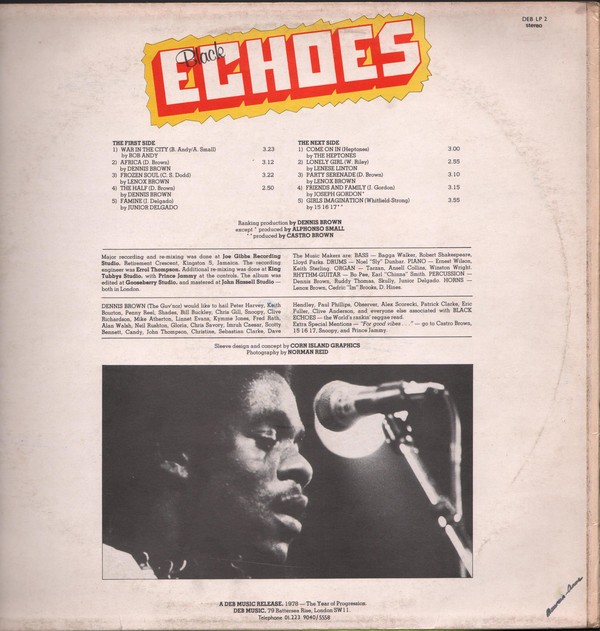 DEB LP 2
stereo
Black
ECHOES
THE FIRST SIDE
1) WAR IN THE CITY (B. Andy/A. Small) 3.23
by BOB ANDY
2) AFRICA (D. Brown) 3.12
by DENNIS BROWN
3) FROZEN SOUL (C. S. Dodd) 3.22
by LENOX BROWN
4) THE HALF (D. Brown) 2.50
by DENNIS BROWN
5) FAMINE (J. Delgado)
by JUNIOR DELGADO
THE NEXT SIDE
1) COME ON IN (Heptones) 3.00
by THE HEPTONES
2) LONELY GIRL (W. Riley) 2.55
by LENESE LINTON
3) PARTY SERENADE (D. Brown) 3.10
by LENOX BROWN
4) FRIENDS AND FAMILY (J. Gordon) 3.15
by JOSEPH GORDON*
5) GIRLS IMAGINATION (Whitfield-Strong) 3.55
by 15 16 17**
Ranking production by DENNIS BROWN
except * produced by ALPHONSO SMALL
** produced by CASTRO BROWN
Major recording and re-mixing was done at Joe Gibbs Recording
Studio, Retirement Crescent, Kingston 5, Jamaica. The recording
engineer was Errol Thompson. Additional re-mixing was done at King
Tubbys Studio, with Prince Jammy at the controls. The album was
edited at Gooseberry Studio, and mastered at John Hassell Studio —
both in London.
The Music Makers are: BASS — Bagga Walker, Robert Shakespeare,
Lloyd Parks. DRUMS — Noel "Sly" Dunbar. PIANO — Ernest Wilson,
Keith Sterling. ORGAN — Tarzan, Ansell Collins, Winston Wright.
RHYTHM-GUITAR — Bo Pee, Earl "Chinna" Smith. PERCUSSION —
Dennis Brown, Ruddy Thomas, Skully, Junior Delgado. HORNS —
Lenox Brown, Cedric "Im" Brooks, D. Hines.
DENNIS BROWN (The Guv'nor) would like to hail Peter Harvey, Keith
Bourton, Penny Reel, Shades, Bill Buckley, Chris Gill, Snoopy, Clive
Richardson, Mike Atherton, Linnet Evans, Kymme Jones, Fred Rath,
Alan Walsh, Neil Rushton, Gloria, Chris Savory, Imrah Caesar, Scotty
Bennett, Candy, John Thompson, Christine, Sebastian Clarke, Dave
Hendley, Paul Phillips, Observer, Alex Skorecki, Patrick Clarke, Eric
Fuller, Clive Anderson, and everyone else associated with BLACK
ECHOES — the World's rankin' reggae read.
Extra Special Mentions — "For good vibes . . ." — go to Castro Brown,
15 16 17, Snoopy, and Prince Jammy.
Sleeve design and concept by CORN ISLAND GRAPHICS
Photography by NORMAN REID
A DEB MUSIC RELEASE. 1978 — The Year of Progression
DEB MUSIC, 79 Battersea Rise, London SW11.
Telephone 01-223 9040/5558